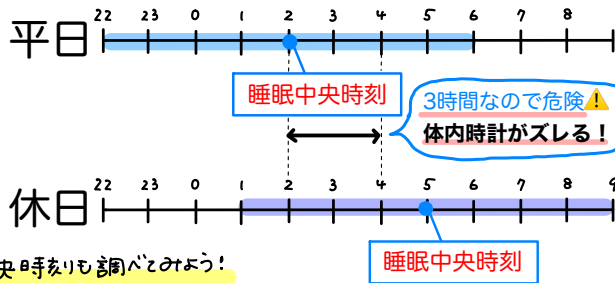 22 23 0 1 2 3 4 5 6 7 8
平日
睡眠中央時刻
3時間なので危険⚠
体内時計がズレる！
22 23 0 1 2 3 4 5 6 7 8 9
休日
睡眠中央時刻
央時刻も調べてみよう!